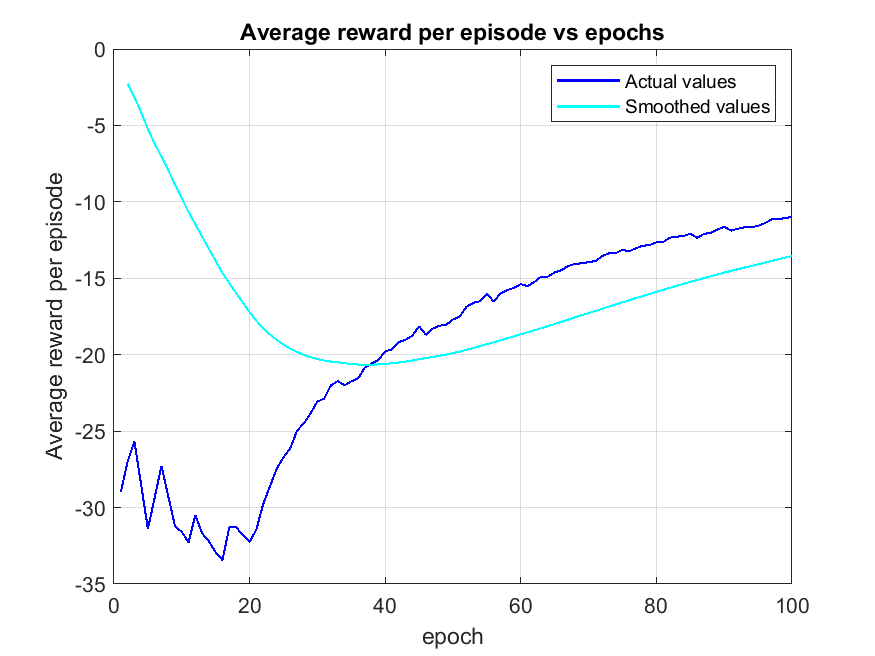 Average reward per episode vs epochs
Actual values
Smoothed values
Average reward per episode
0
-5
-10
-15
-20
-25
-30
-35
0 20 40 60 80 100
epoch